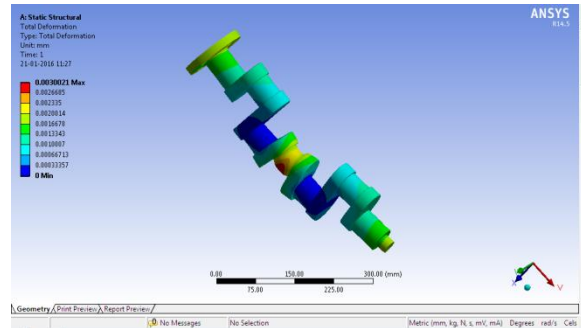 A: Static Structural
Total Deformation
Type: Total Deformation
Unit: mm
Time: 1
21-01-2016 11:27
0.0030021 Max
0.0026685
0.002335
0.0020014
0.0016678
0.0013343
0.0010007
0.00066713
0.00033357
0 Min
ANSYS
R14.5
0.00 150.00 300.00 (mm)
75.00 225.00
Geometry Print Preview Report Preview
No Messages No Selection Metric (mm, kg, N, s, mV, mA) Degrees rad/s Cels